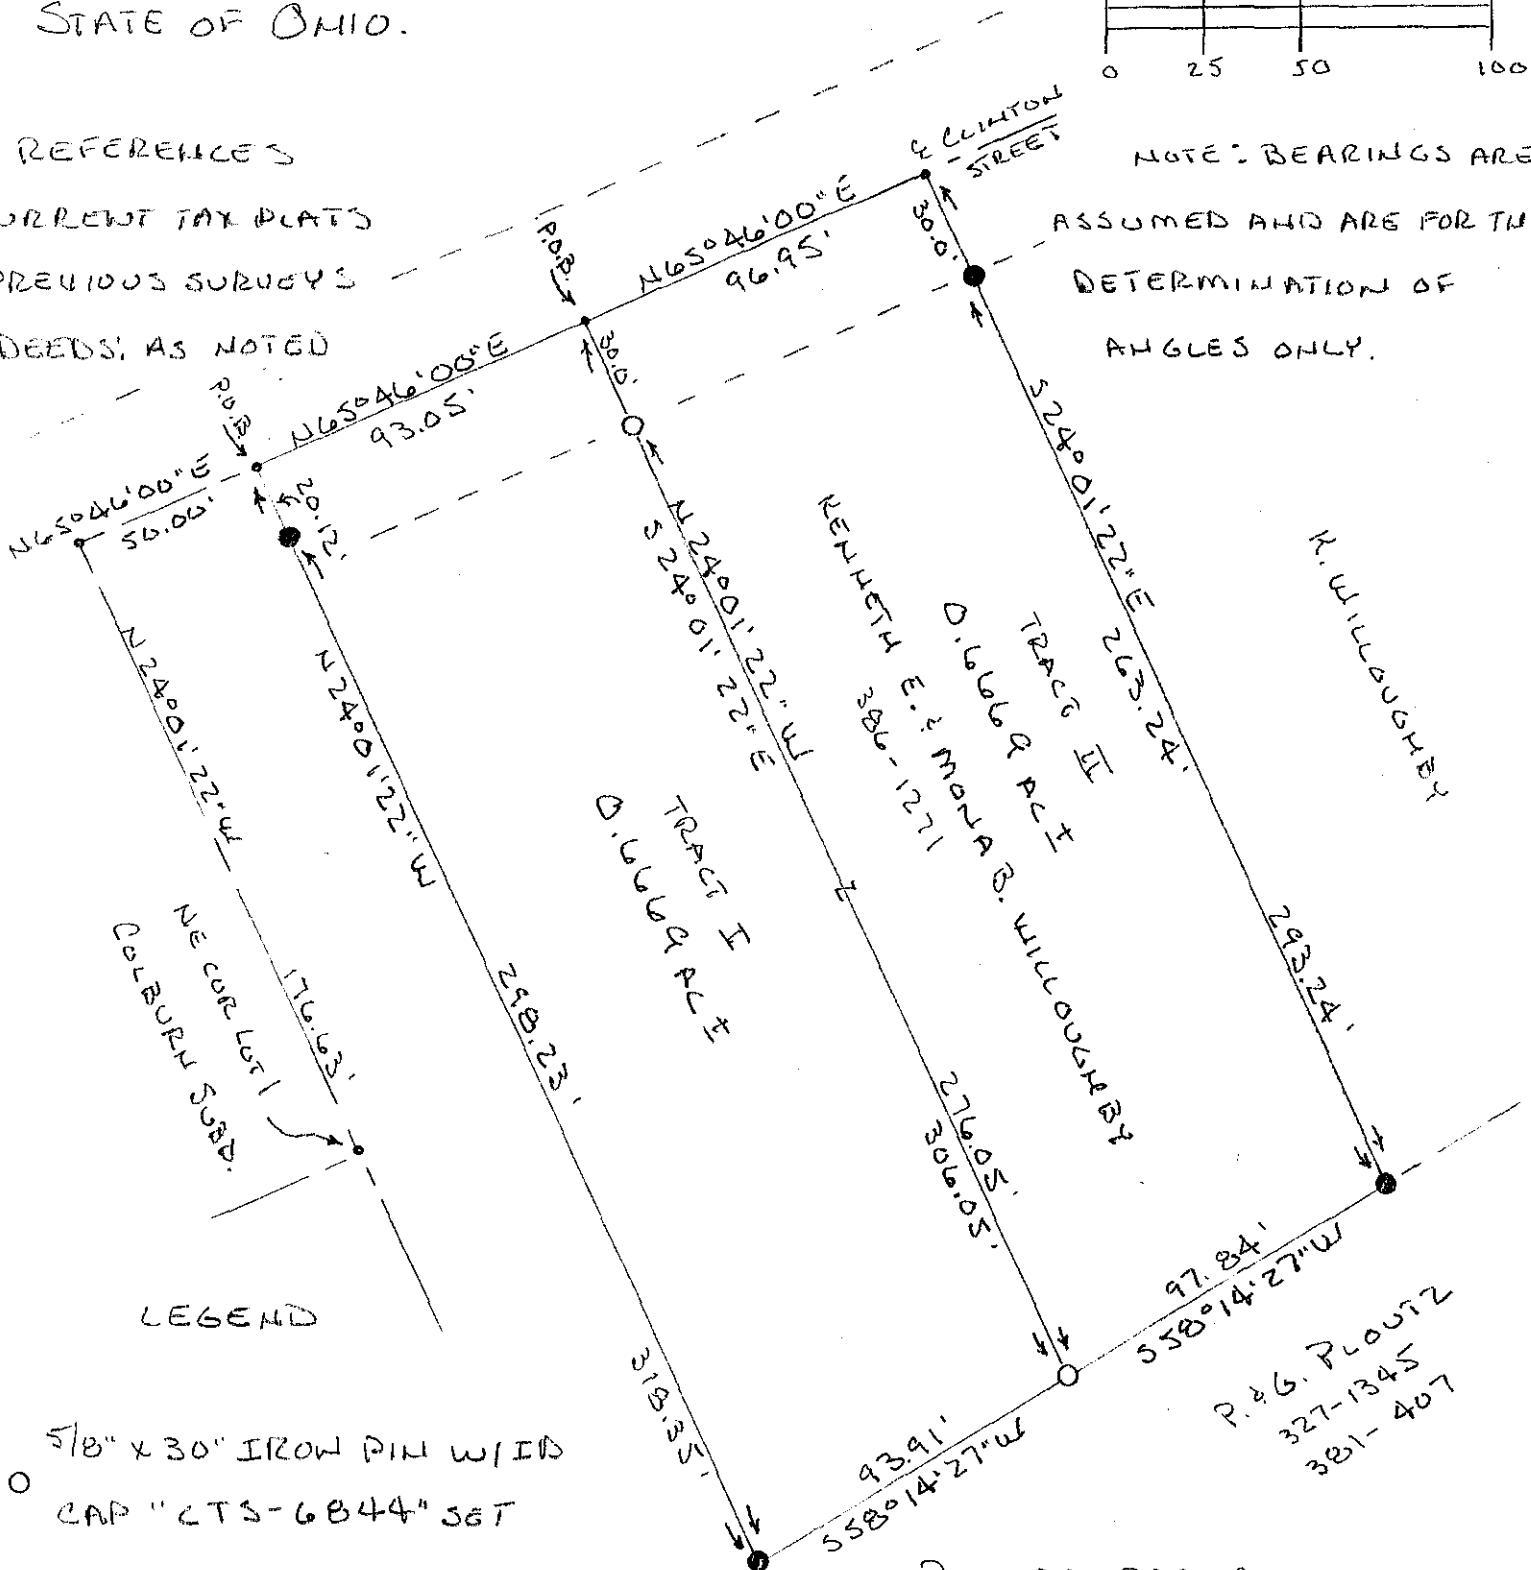 STATE OF OHIO.
0 25 50 100
REFERENCES
URRENT TAX PLATS
PREVIOUS SURVEYS
DEEDS: AS NOTED
℄ CLINTON
STREET
NOTE: BEARINGS ARE
ASSUMED AND ARE FOR TH
DETERMINATION OF
ANGLES ONLY.
P.O.B.
N65°46'00"E
96.95'
30.0'
30.0'
P.O.B.
N65°46'00"E
93.05'
20.12'
N65°46'00"E
50.00'
N24°01'22"W
176.63'
NE COR LOT 1
COLBURN SUBD.
N24°01'22"W
298.23'
318.35'
TRACT I
0.6669 AC±
N24°01'22"W
S24°01'22"E
276.05'
306.05'
KENNETH E. & MONA B. WILLOUGHBY
386-1271
TRACT II
0.6669 AC±
S24°01'22"E 263.24'
293.24'
K. WILLOUGHBY
97.84'
S58°14'27"W
93.91'
S58°14'27"W
P. & G. PLOUTZ
327-1345
381-407
LEGEND
5/8" X 30" IRON PIN W/ID
CAP "CTS-6844" SET